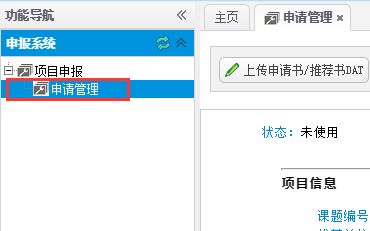 功能导航
主页
申请管理
申报系统
项目申报
申请管理
上传申请书/推荐书DAT
状态：未使用
项目信息
课题编号